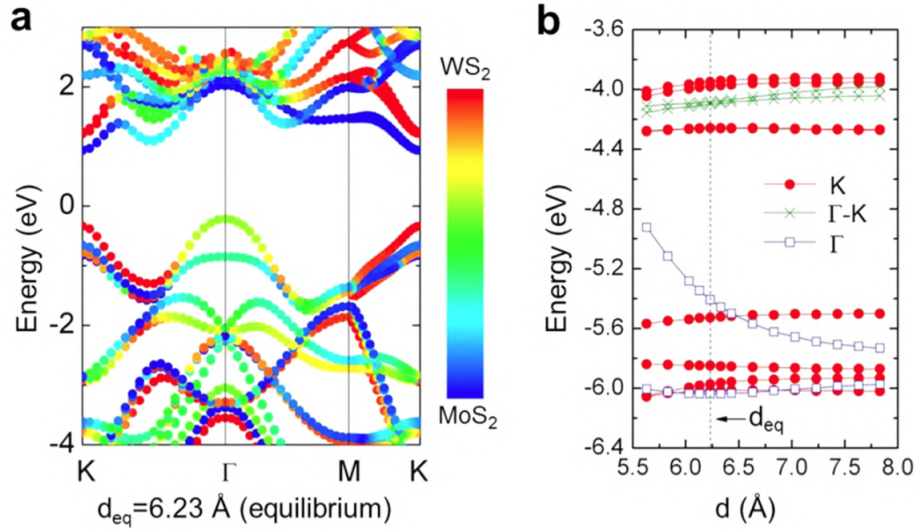 a
Energy (eV)
2
0
-2
-4
K
Γ
M
K
d_eq=6.23 Å (equilibrium)
WS₂
MoS₂
b
Energy (eV)
-3.6
-4.0
-4.4
-4.8
-5.2
-5.6
-6.0
-6.4
K
Γ-K
Γ
d_eq
5.5 6.0 6.5 7.0 7.5 8.0
d (Å)